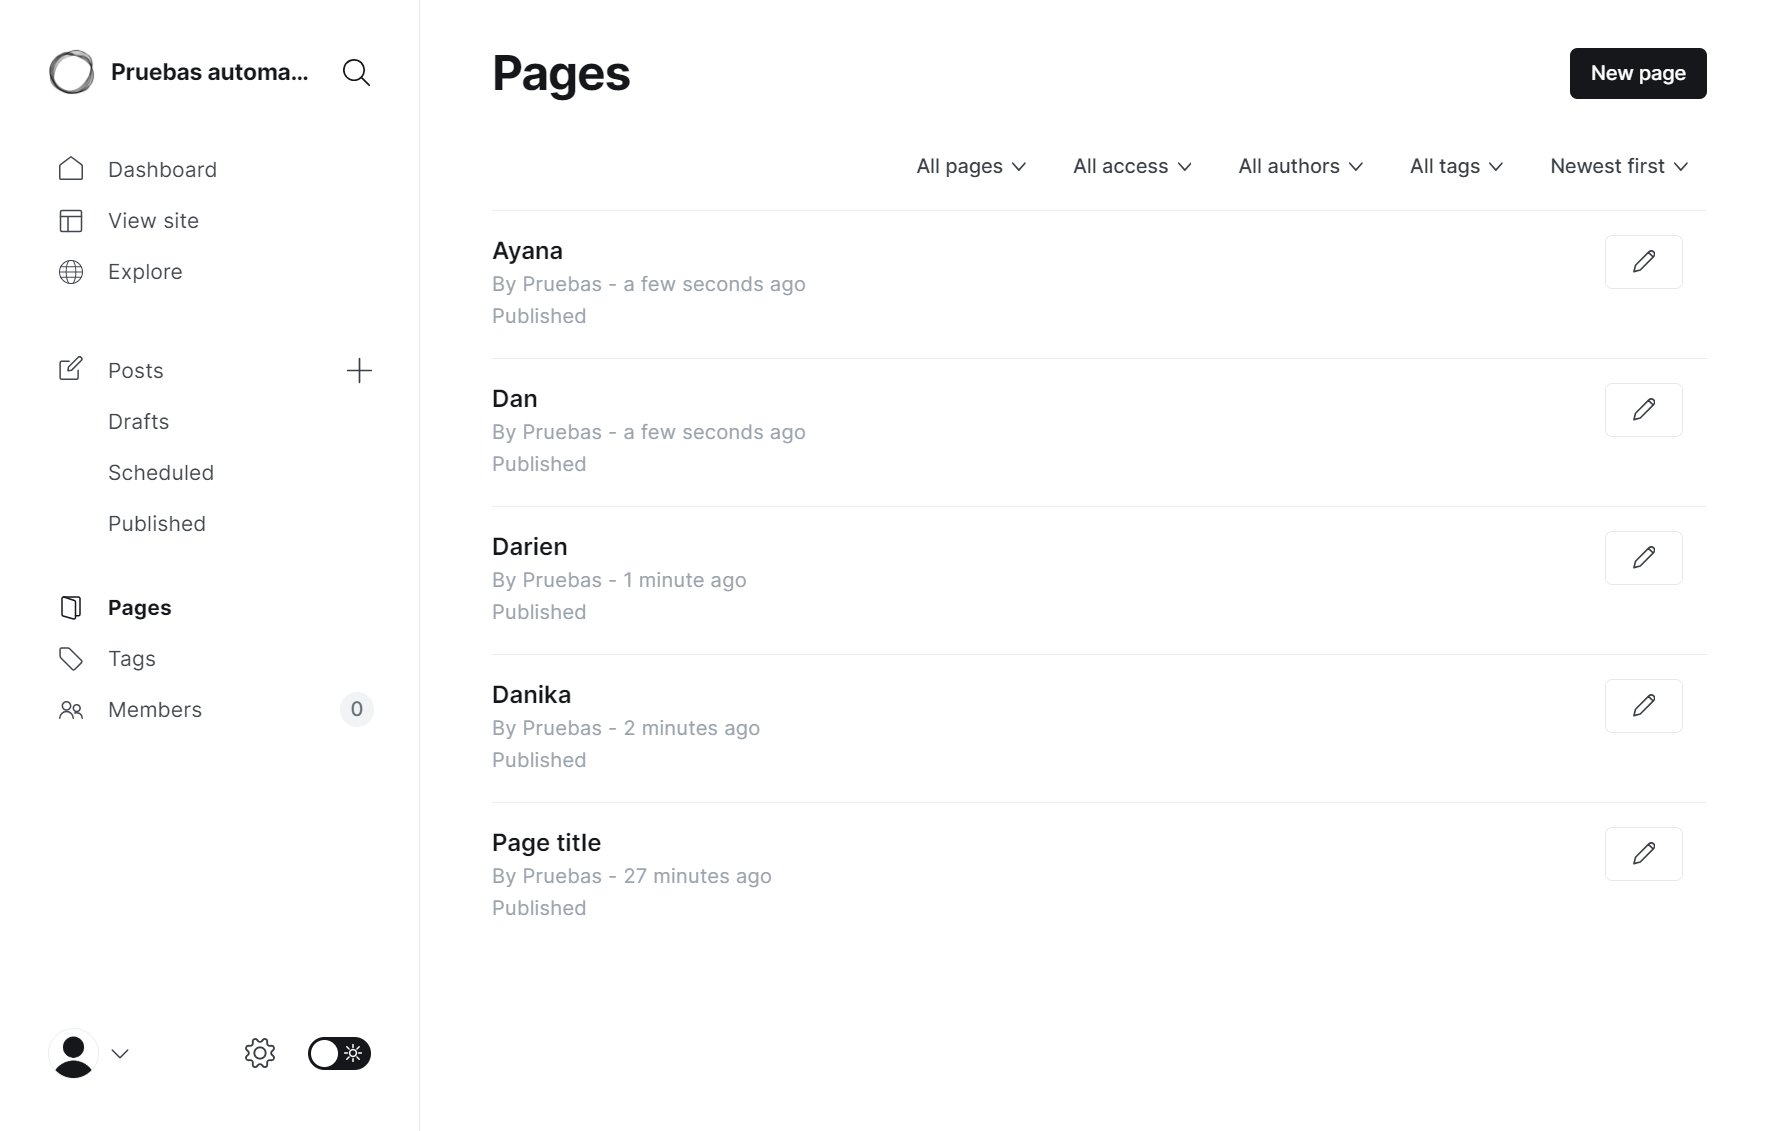 Pruebas automa...
Dashboard
View site
Explore
Posts
Drafts
Scheduled
Published
Pages
Tags
Members 0
Pages
New page
All pages All access All authors All tags Newest first
Ayana
By Pruebas - a few seconds ago
Published
Dan
By Pruebas - a few seconds ago
Published
Darien
By Pruebas - 1 minute ago
Published
Danika
By Pruebas - 2 minutes ago
Published
Page title
By Pruebas - 27 minutes ago
Published